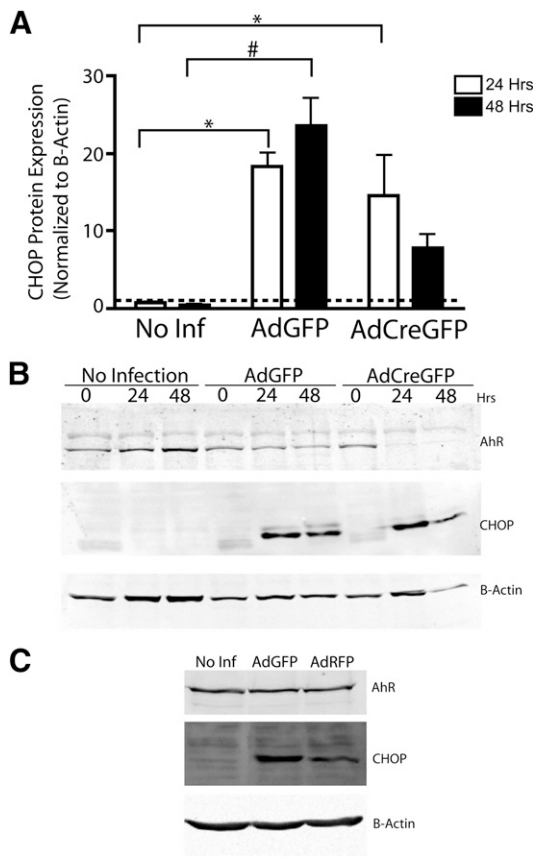 A
*
#
*
CHOP Protein Expression
(Normalized to B-Actin)
30
20
10
0
24 Hrs
48 Hrs
No Inf AdGFP AdCreGFP
B
No Infection AdGFP AdCreGFP
0 24 48 0 24 48 0 24 48 Hrs
AhR
CHOP
B-Actin
C
No Inf AdGFP AdRFP
AhR
CHOP
B-Actin